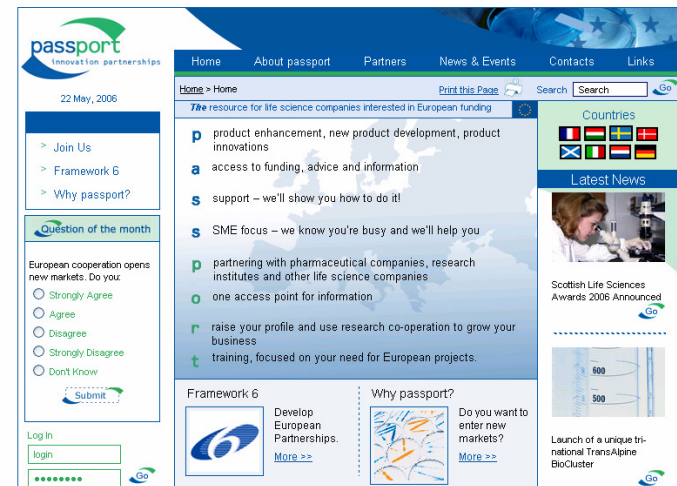 passport
innovation partnerships
Home About passport Partners News & Events Contacts Links
Home > Home
Print this Page
Search Search Go
22 May, 2006
> Join Us
> Framework 6
> Why passport?
Question of the month
European cooperation opens
new markets. Do you:
Strongly Agree
Agree
Disagree
Strongly Disagree
Don't Know
Submit
Log In
login
••••••••
Go
The resource for life science companies interested in European funding
p product enhancement, new product development, product
innovations
a access to funding, advice and information
s support – we'll show you how to do it!
s SME focus – we know you're busy and we'll help you
p partnering with pharmaceutical companies, research
institutes and other life science companies
o one access point for information
r raise your profile and use research co-operation to grow your
business
t training, focused on your need for European projects.
Framework 6
6
Develop
European
Partnerships.
More >>
Why passport?
Do you want to
enter new
markets?
More >>
Countries
Latest News
Scottish Life Sciences
Awards 2006 Announced
Go
600
500
Launch of a unique tri-
national TransAlpine
BioCluster
Go